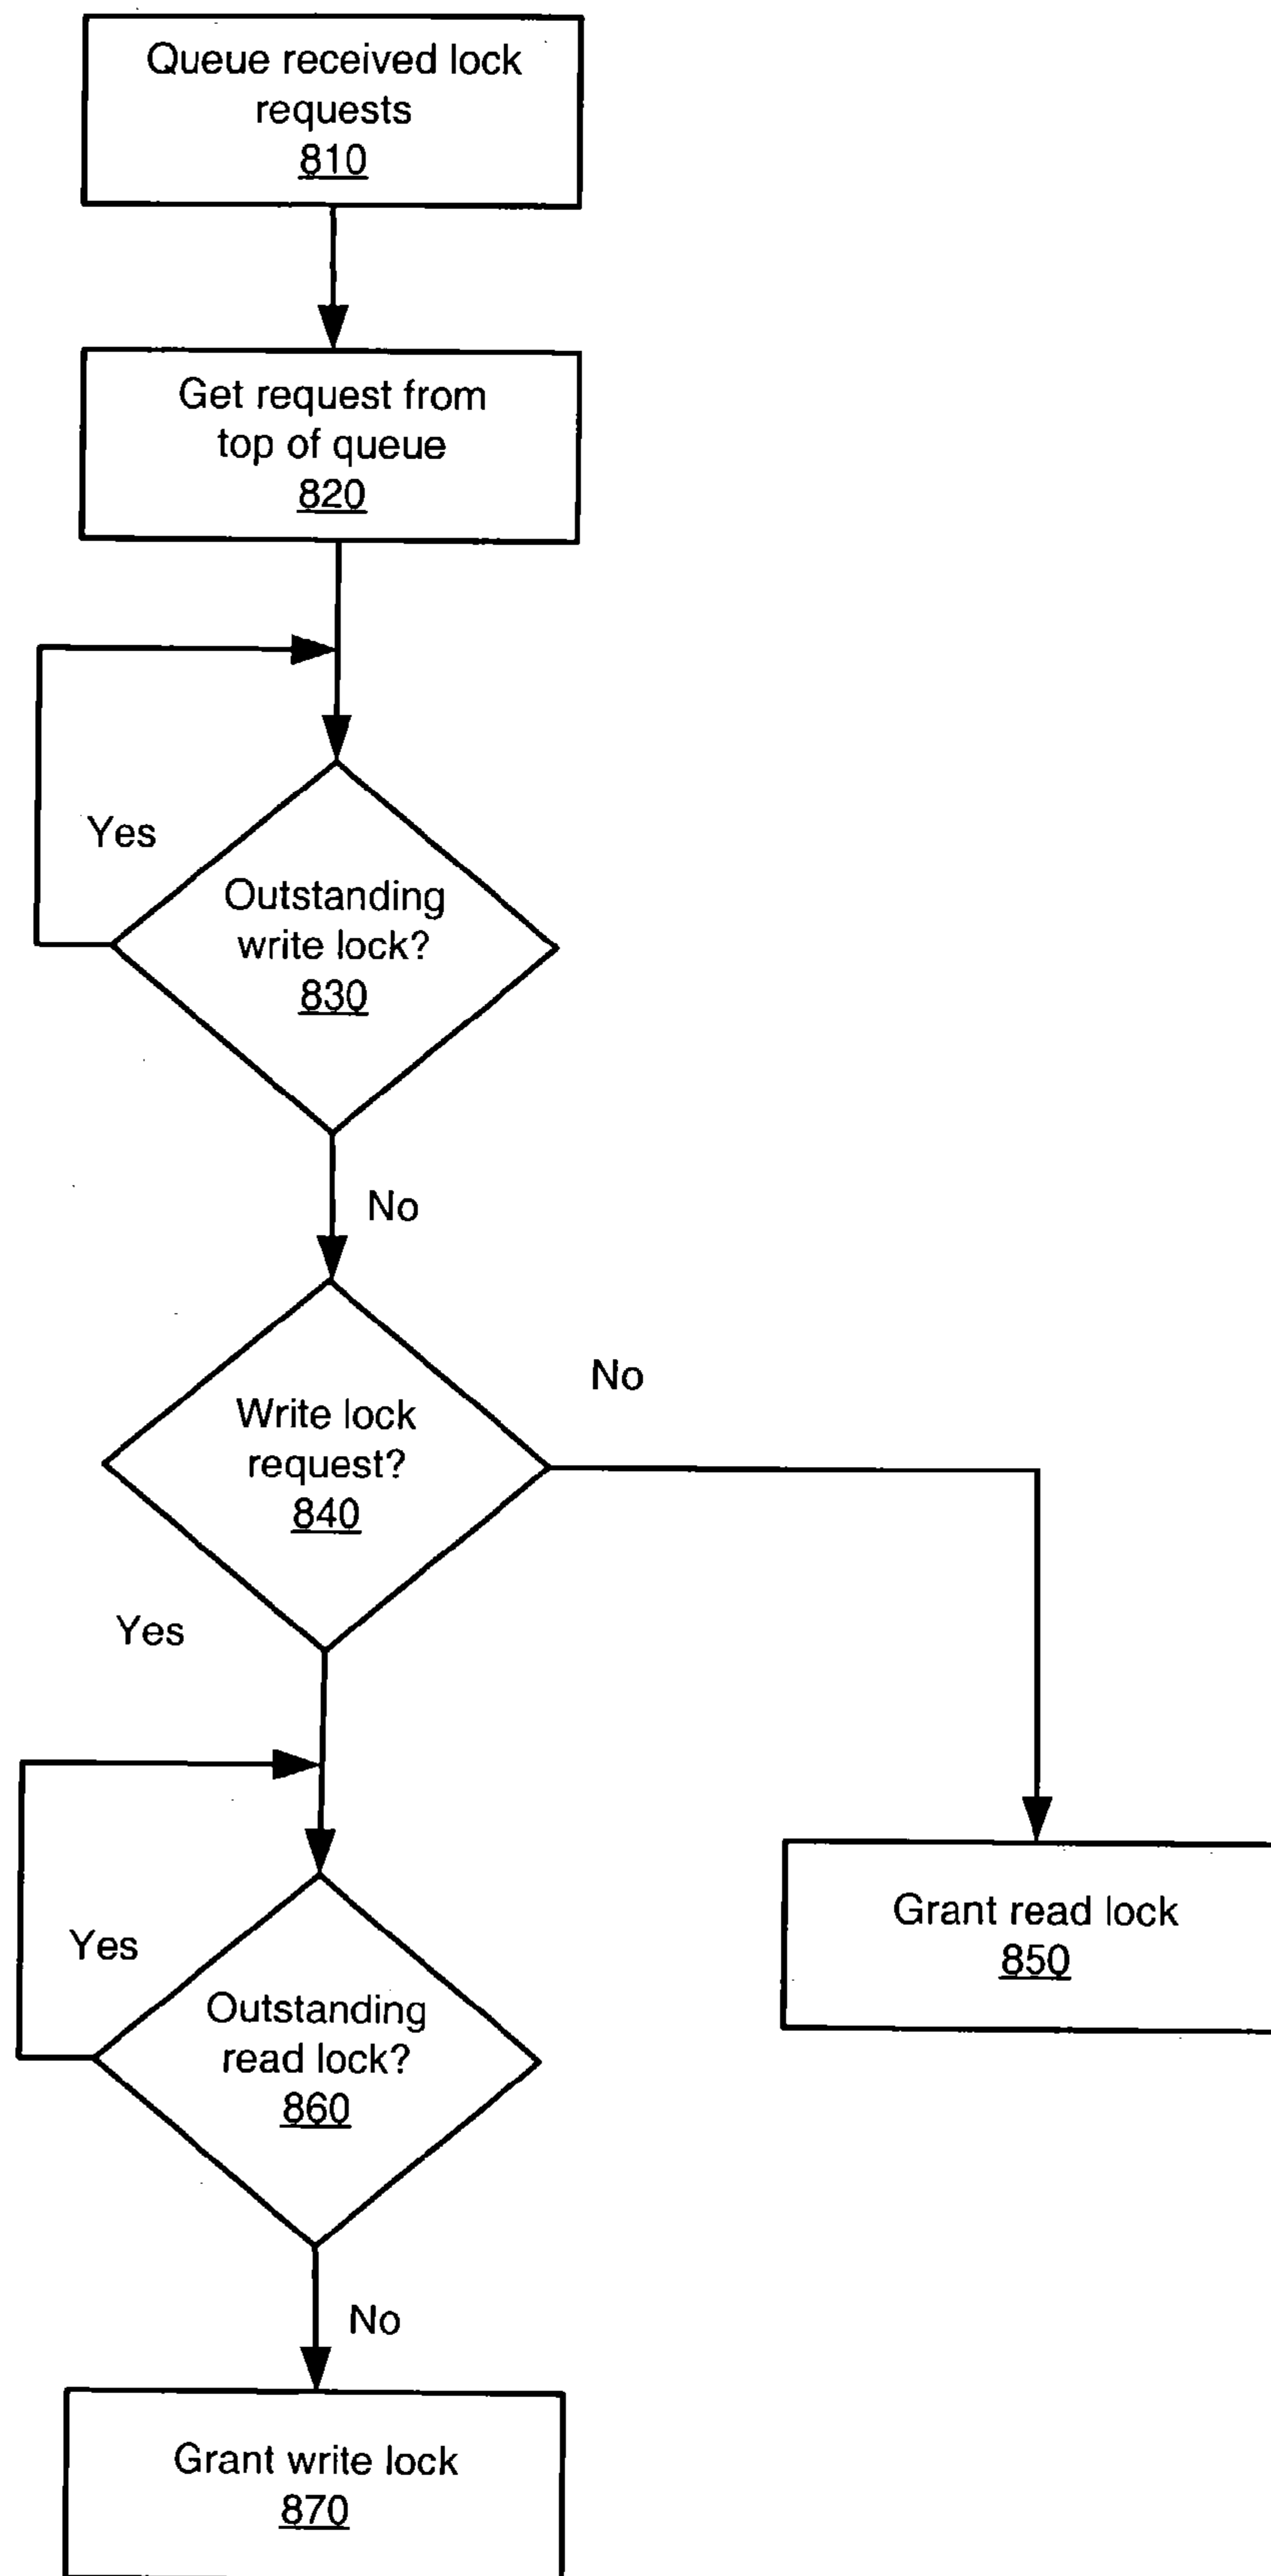 Queue received lock
requests
810
Get request from
top of queue
820
Yes
Outstanding
write lock?
830
No
No
Write lock
request?
840
Yes
Grant read lock
850
Yes
Outstanding
read lock?
860
No
Grant write lock
870